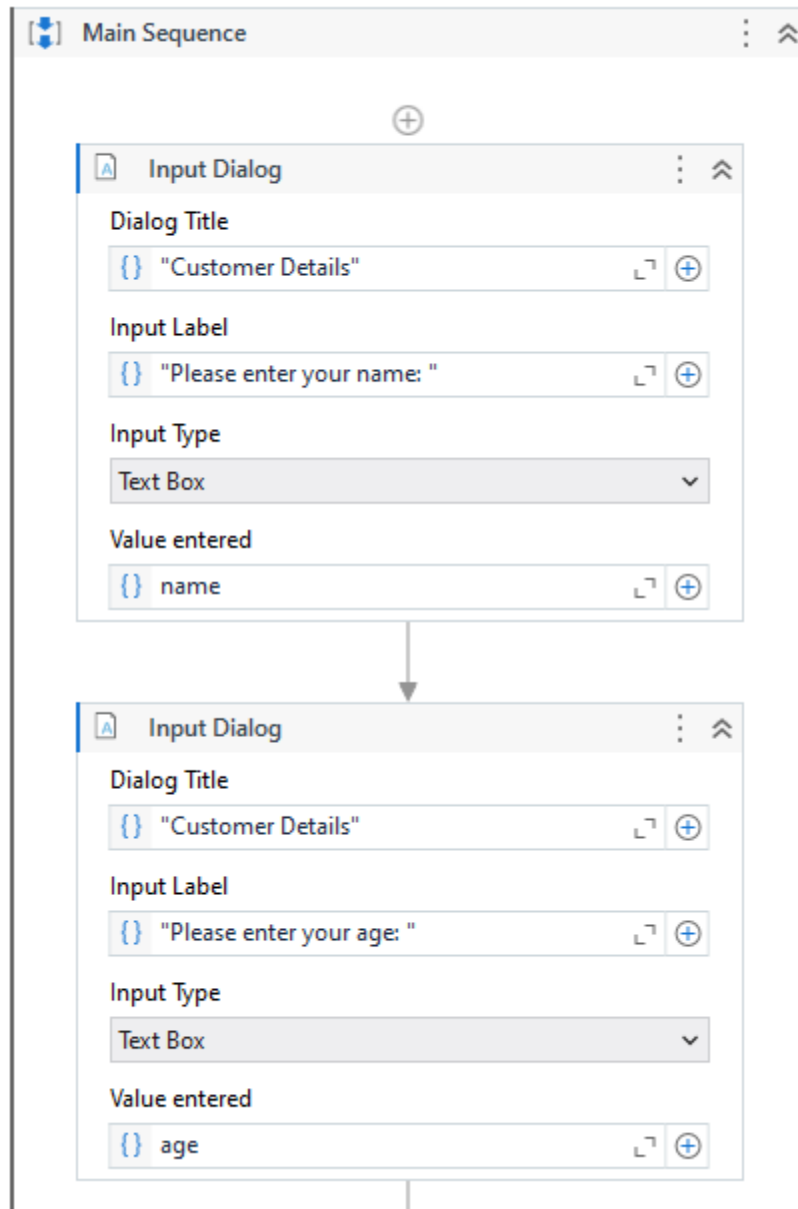 Main Sequence
Input Dialog
Dialog Title
"Customer Details"
Input Label
"Please enter your name: "
Input Type
Text Box
Value entered
name
Input Dialog
Dialog Title
"Customer Details"
Input Label
"Please enter your age: "
Input Type
Text Box
Value entered
age